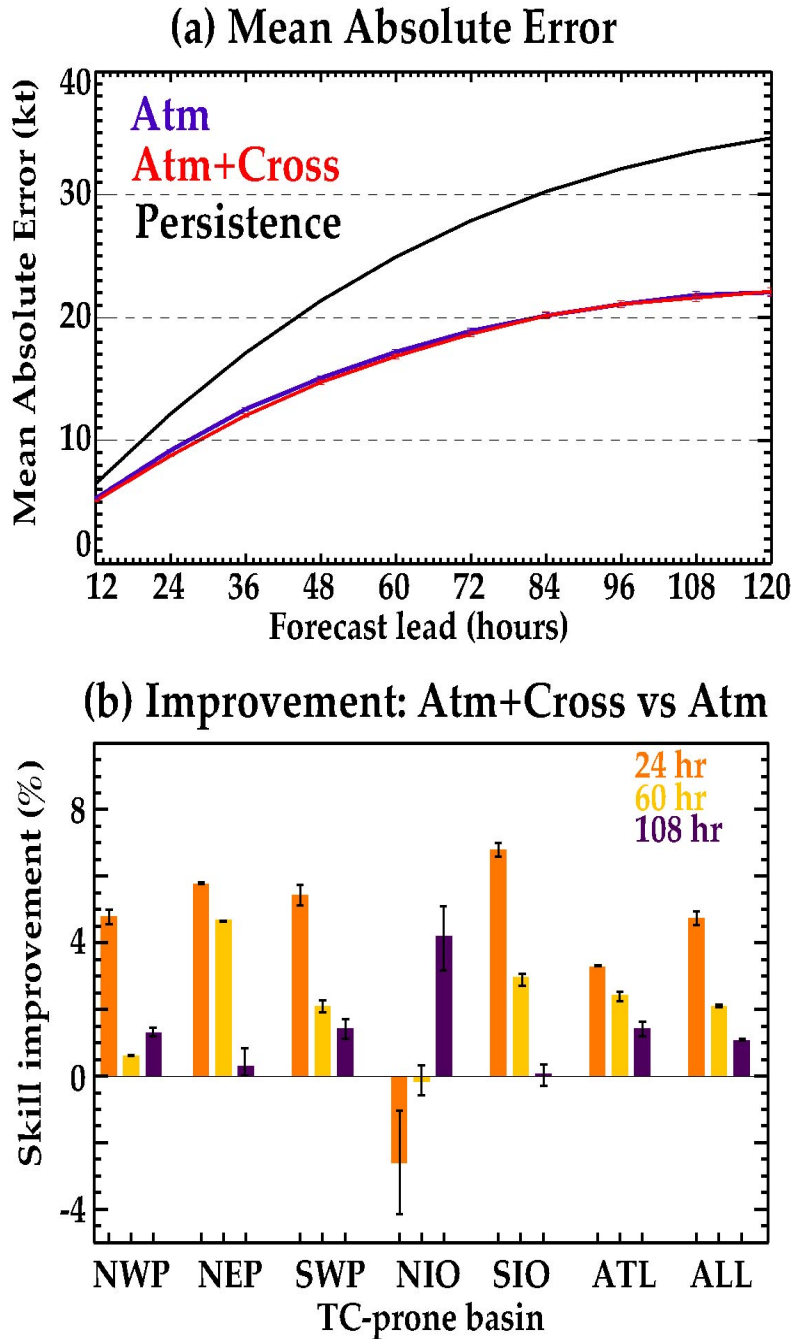 (a) Mean Absolute Error
Mean Absolute Error (kt)
40
30
20
10
0
Atm
Atm+Cross
Persistence
12 24 36 48 60 72 84 96 108 120
Forecast lead (hours)
(b) Improvement: Atm+Cross vs Atm
Skill improvement (%)
8
4
0
-4
24 hr
60 hr
108 hr
NWP NEP SWP NIO SIO ATL ALL
TC-prone basin